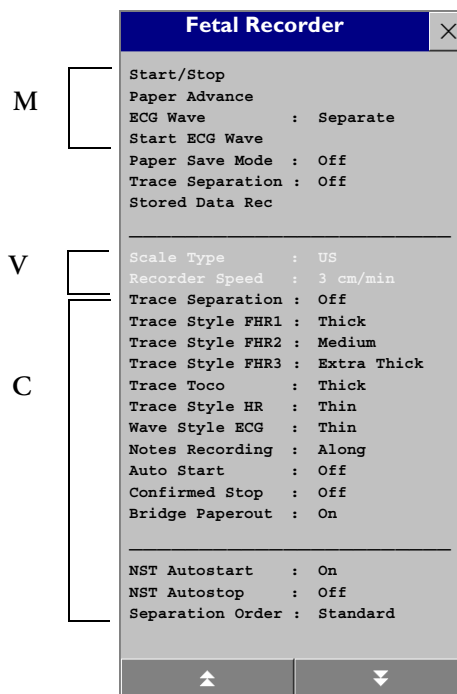 Fetal Recorder
M
Start/Stop
Paper Advance
ECG Wave : Separate
Start ECG Wave
Paper Save Mode : Off
Trace Separation : Off
Stored Data Rec
V
Scale Type : US
Recorder Speed : 3 cm/min
C
Trace Separation : Off
Trace Style FHR1 : Thick
Trace Style FHR2 : Medium
Trace Style FHR3 : Extra Thick
Trace Toco : Thick
Trace Style HR : Thin
Wave Style ECG : Thin
Notes Recording : Along
Auto Start : Off
Confirmed Stop : Off
Bridge Paperout : On
NST Autostart : On
NST Autostop : Off
Separation Order : Standard